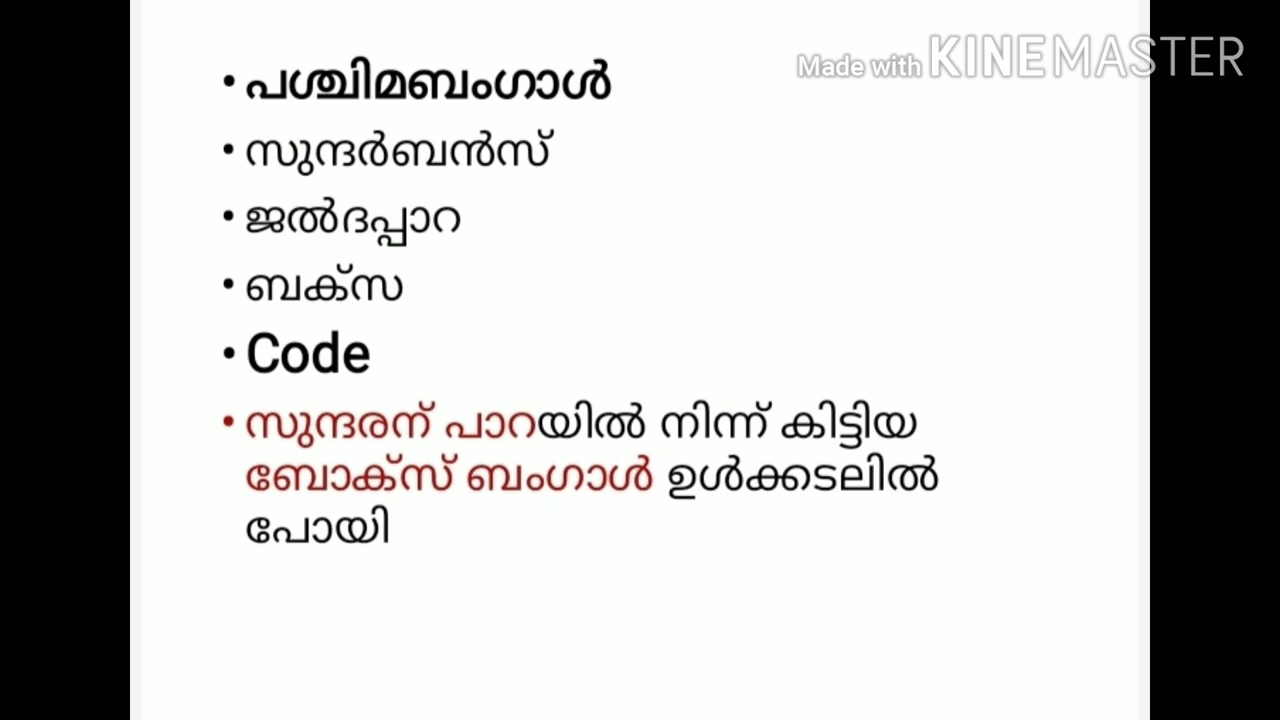 Made with KINEMASTER
• പശ്ചിമബംഗാൾ
• സുന്ദർബൻസ്
• ജൽദപ്പാറ
• ബക്സ
• Code
• സുന്ദരന് പാറയിൽ നിന്ന് കിട്ടിയ
ബോക്സ് ബംഗാൾ ഉൾക്കടലിൽ
പോയി